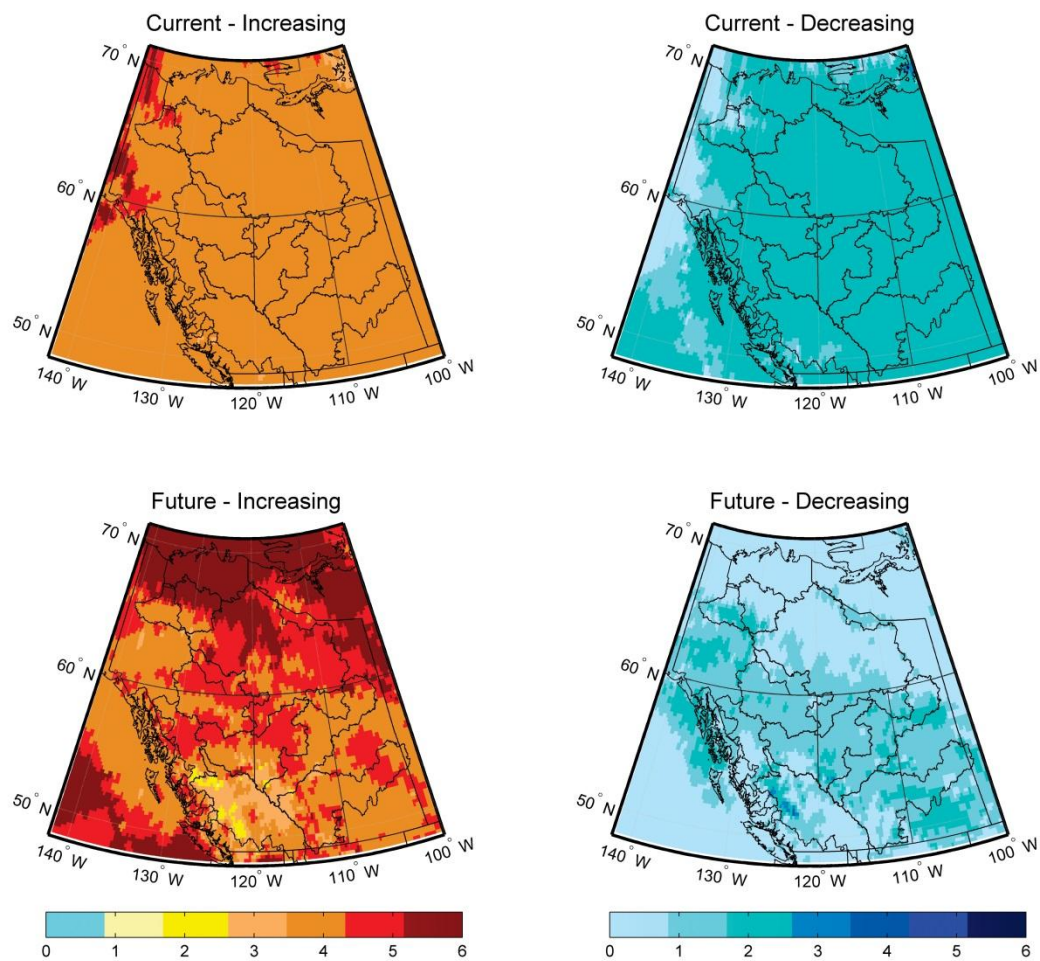 Current - Increasing
70° N
60° N
50° N
140° W
130° W
120° W
110° W
100° W
Current - Decreasing
70° N
60° N
50° N
140° W
130° W
120° W
110° W
100° W
Future - Increasing
70° N
60° N
50° N
140° W
130° W
120° W
110° W
100° W
Future - Decreasing
70° N
60° N
50° N
140° W
130° W
120° W
110° W
100° W
0 1 2 3 4 5 6
0 1 2 3 4 5 6